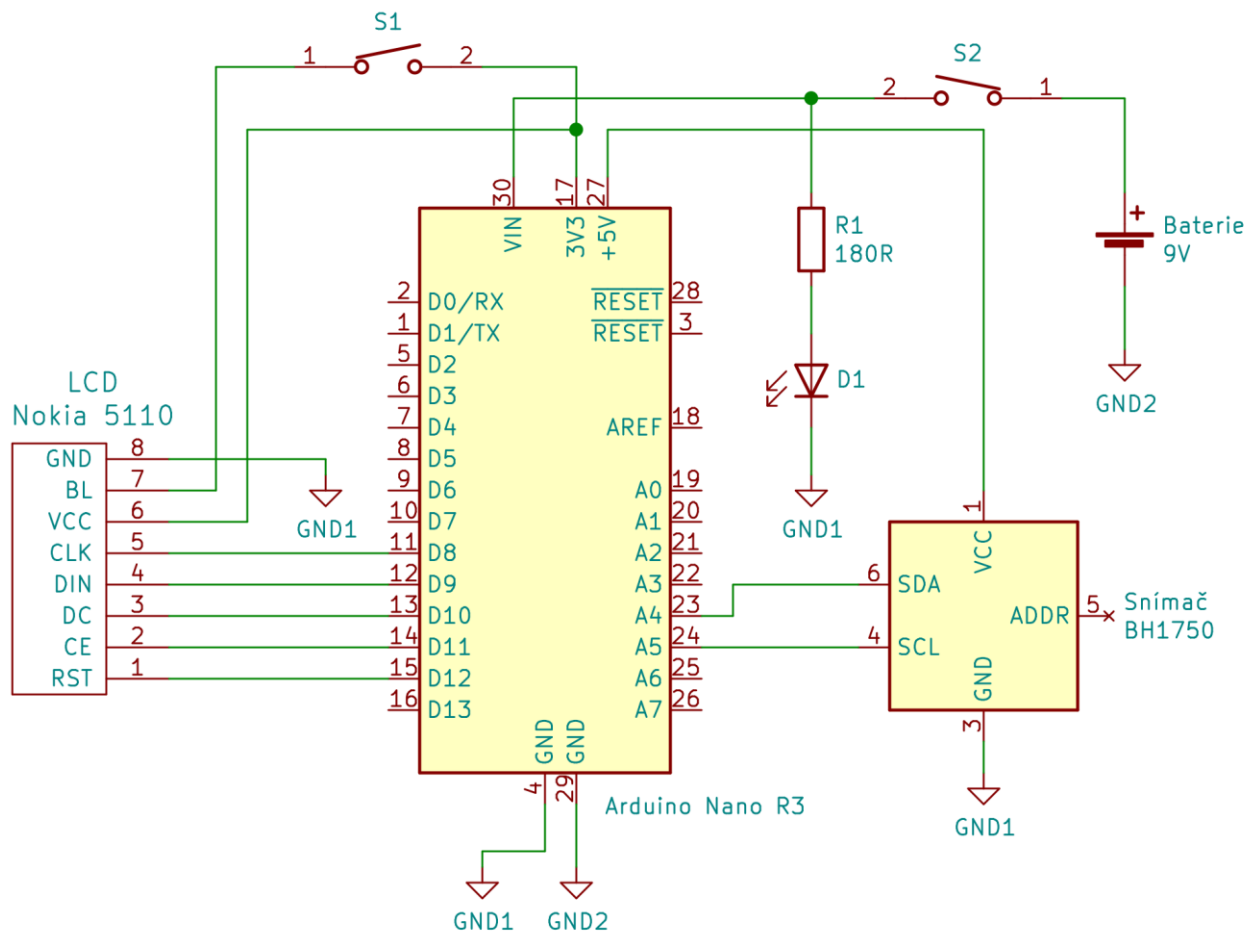 S1
1
2
S2
2
1
30
17
27
VIN
3V3
+5V
R1
180R
+
Baterie
9V
GND2
2
D0/RX
RESET
28
1
D1/TX
RESET
3
5
D2
6
D3
D1
7
D4
AREF
18
8
D5
9
D6
A0
19
10
D7
A1
20
11
D8
A2
21
12
D9
A3
22
13
D10
A4
23
14
D11
A5
24
15
D12
A6
25
16
D13
A7
26
GND
GND
4
29
Arduino Nano R3
GND1
GND2
LCD
Nokia 5110
GND
8
BL
7
VCC
6
CLK
5
DIN
4
DC
3
CE
2
RST
1
GND1
GND1
1
VCC
6
SDA
ADDR
5
4
SCL
GND
3
Snímač
BH1750
GND1